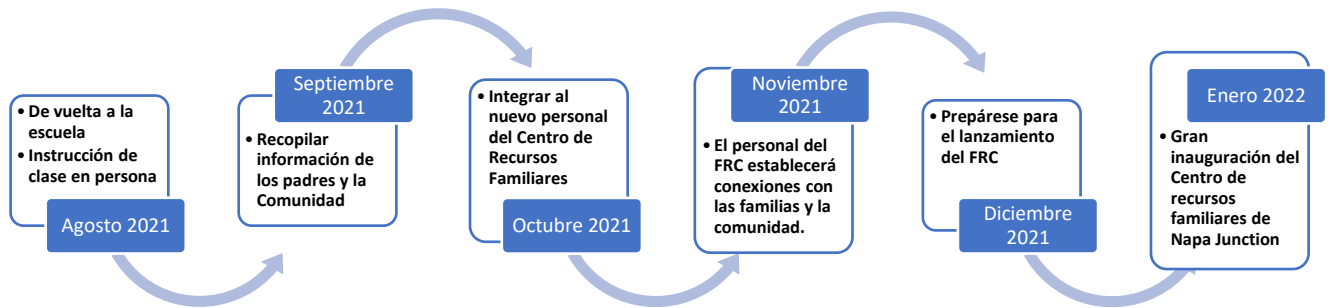 • De vuelta a la
escuela
• Instrucción de
clase en persona
Agosto 2021
Septiembre
2021
• Recopilar
información de
los padres y la
Comunidad
• Integrar al
nuevo personal
del Centro de
Recursos
Familiares
Octubre 2021
Noviembre
2021
• El personal del
FRC establecerá
conexiones con
las familias y la
comunidad.
• Prepárese para
el lanzamiento
del FRC
Diciembre
2021
Enero 2022
• Gran
inauguración del
Centro de
recursos
familiares de
Napa Junction